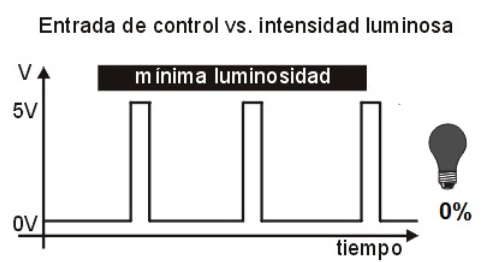 Entrada de control vs. intensidad luminosa
V
mínima luminosidad
5V
0V
0%
tiempo